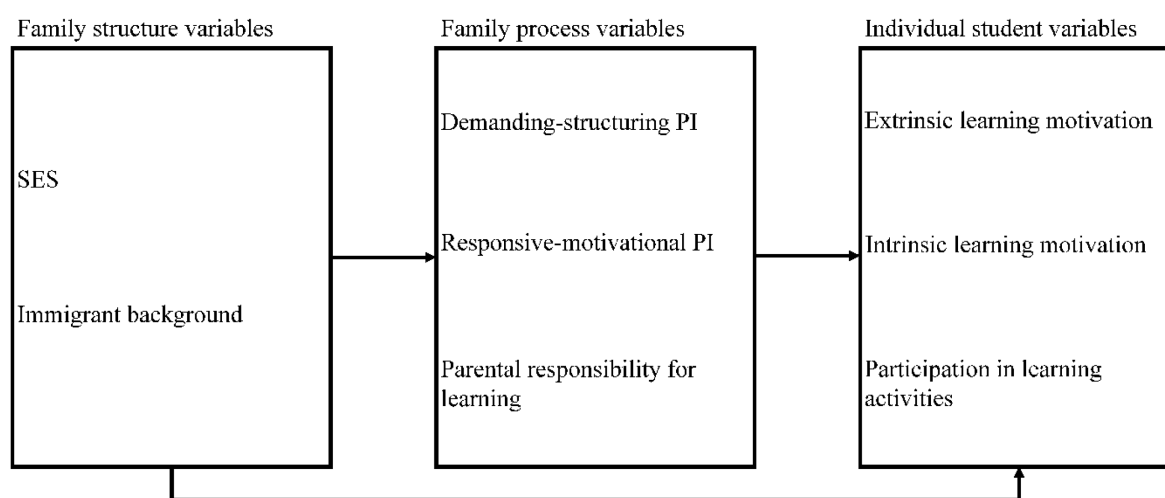 Family structure variables
SES
Immigrant background
Family process variables
Demanding-structuring PI
Responsive-motivational PI
Parental responsibility for
learning
Individual student variables
Extrinsic learning motivation
Intrinsic learning motivation
Participation in learning
activities